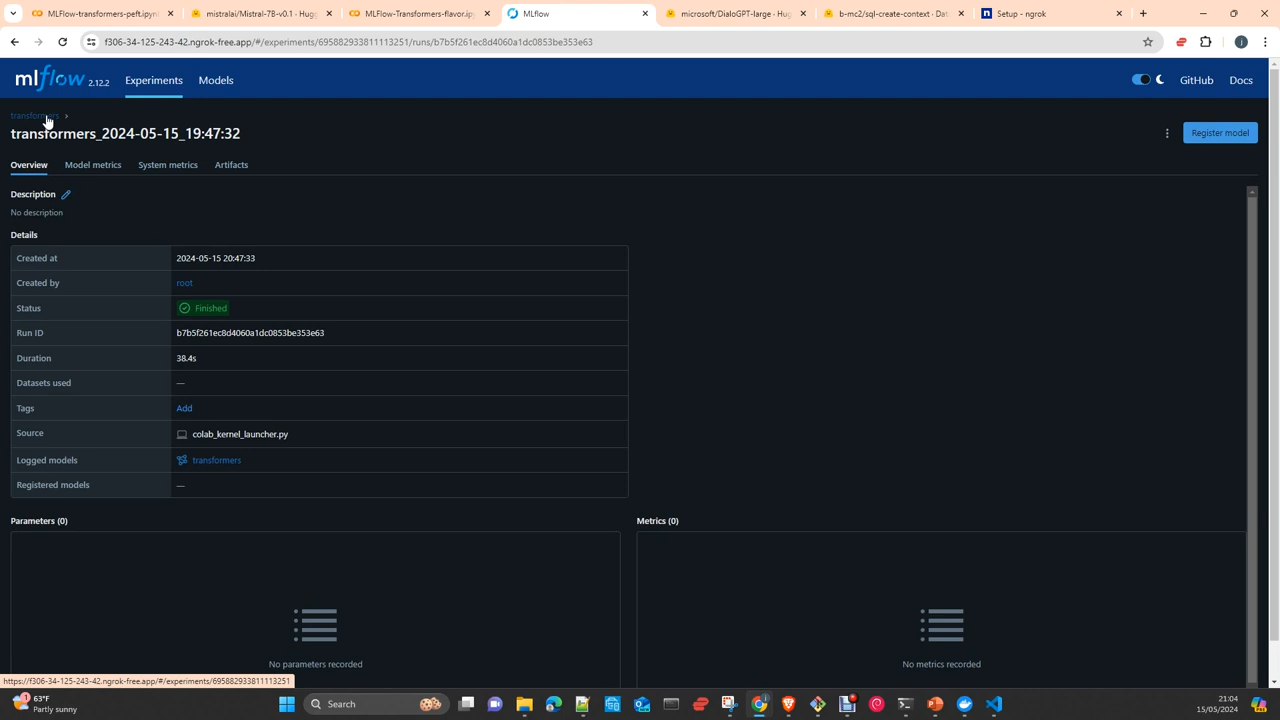 MLflow-transformers-peft.ipynb
mistralai/Mistral-7B-v0.1 · Hugg
MLFlow-Transformers-flavor.ipy
MLflow
microsoft/DialoGPT-large · Hug
b-mc2/sql-create-context · Dat
Setup - ngrok
f306-34-125-243-42.ngrok-free.app/#/experiments/695882933811113251/runs/b7b5f261ec8d4060a1dc0853be353e63
mlflow 2.12.2 Experiments Models GitHub Docs
transformers
transformers_2024-05-15_19:47:32
Register model
Overview Model metrics System metrics Artifacts
Description
No description
Details
Created at 2024-05-15 20:47:33
Created by root
Status Finished
Run ID b7b5f261ec8d4060a1dc0853be353e63
Duration 38.4s
Datasets used —
Tags Add
Source colab_kernel_launcher.py
Logged models transformers
Registered models —
Parameters (0) Metrics (0)
No parameters recorded No metrics recorded
https://f306-34-125-243-42.ngrok-free.app/#/experiments/695882933811113251
63°F
Partly sunny
Search
21:04
15/05/2024